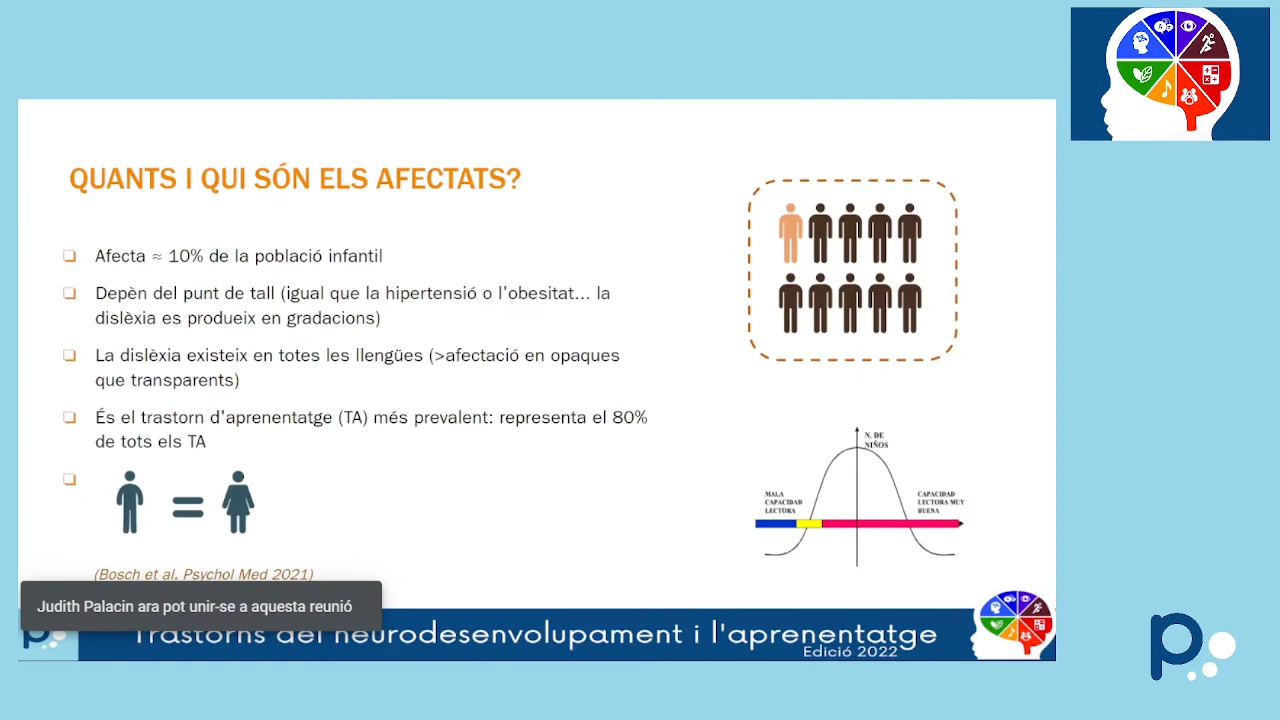 QUANTS I QUI SÓN ELS AFECTATS?
Afecta ≈ 10% de la població infantil
Depèn del punt de tall (igual que la hipertensió o l'obesitat... la
dislèxia es produeix en gradacions)
La dislèxia existeix en totes les llengües (>afectació en opaques
que transparents)
És el trastorn d'aprenentatge (TA) més prevalent: representa el 80%
de tots els TA
=
(Bosch et al. Psychol Med 2021)
N. DE
NIÑOS
MALA
CAPACIDAD
LECTORA
CAPACIDAD
LECTORA MUY
BUENA
Judith Palacin ara pot unir-se a aquesta reunió
Trastorns del neurodesenvolupament i l'aprenentatge
Edició 2022